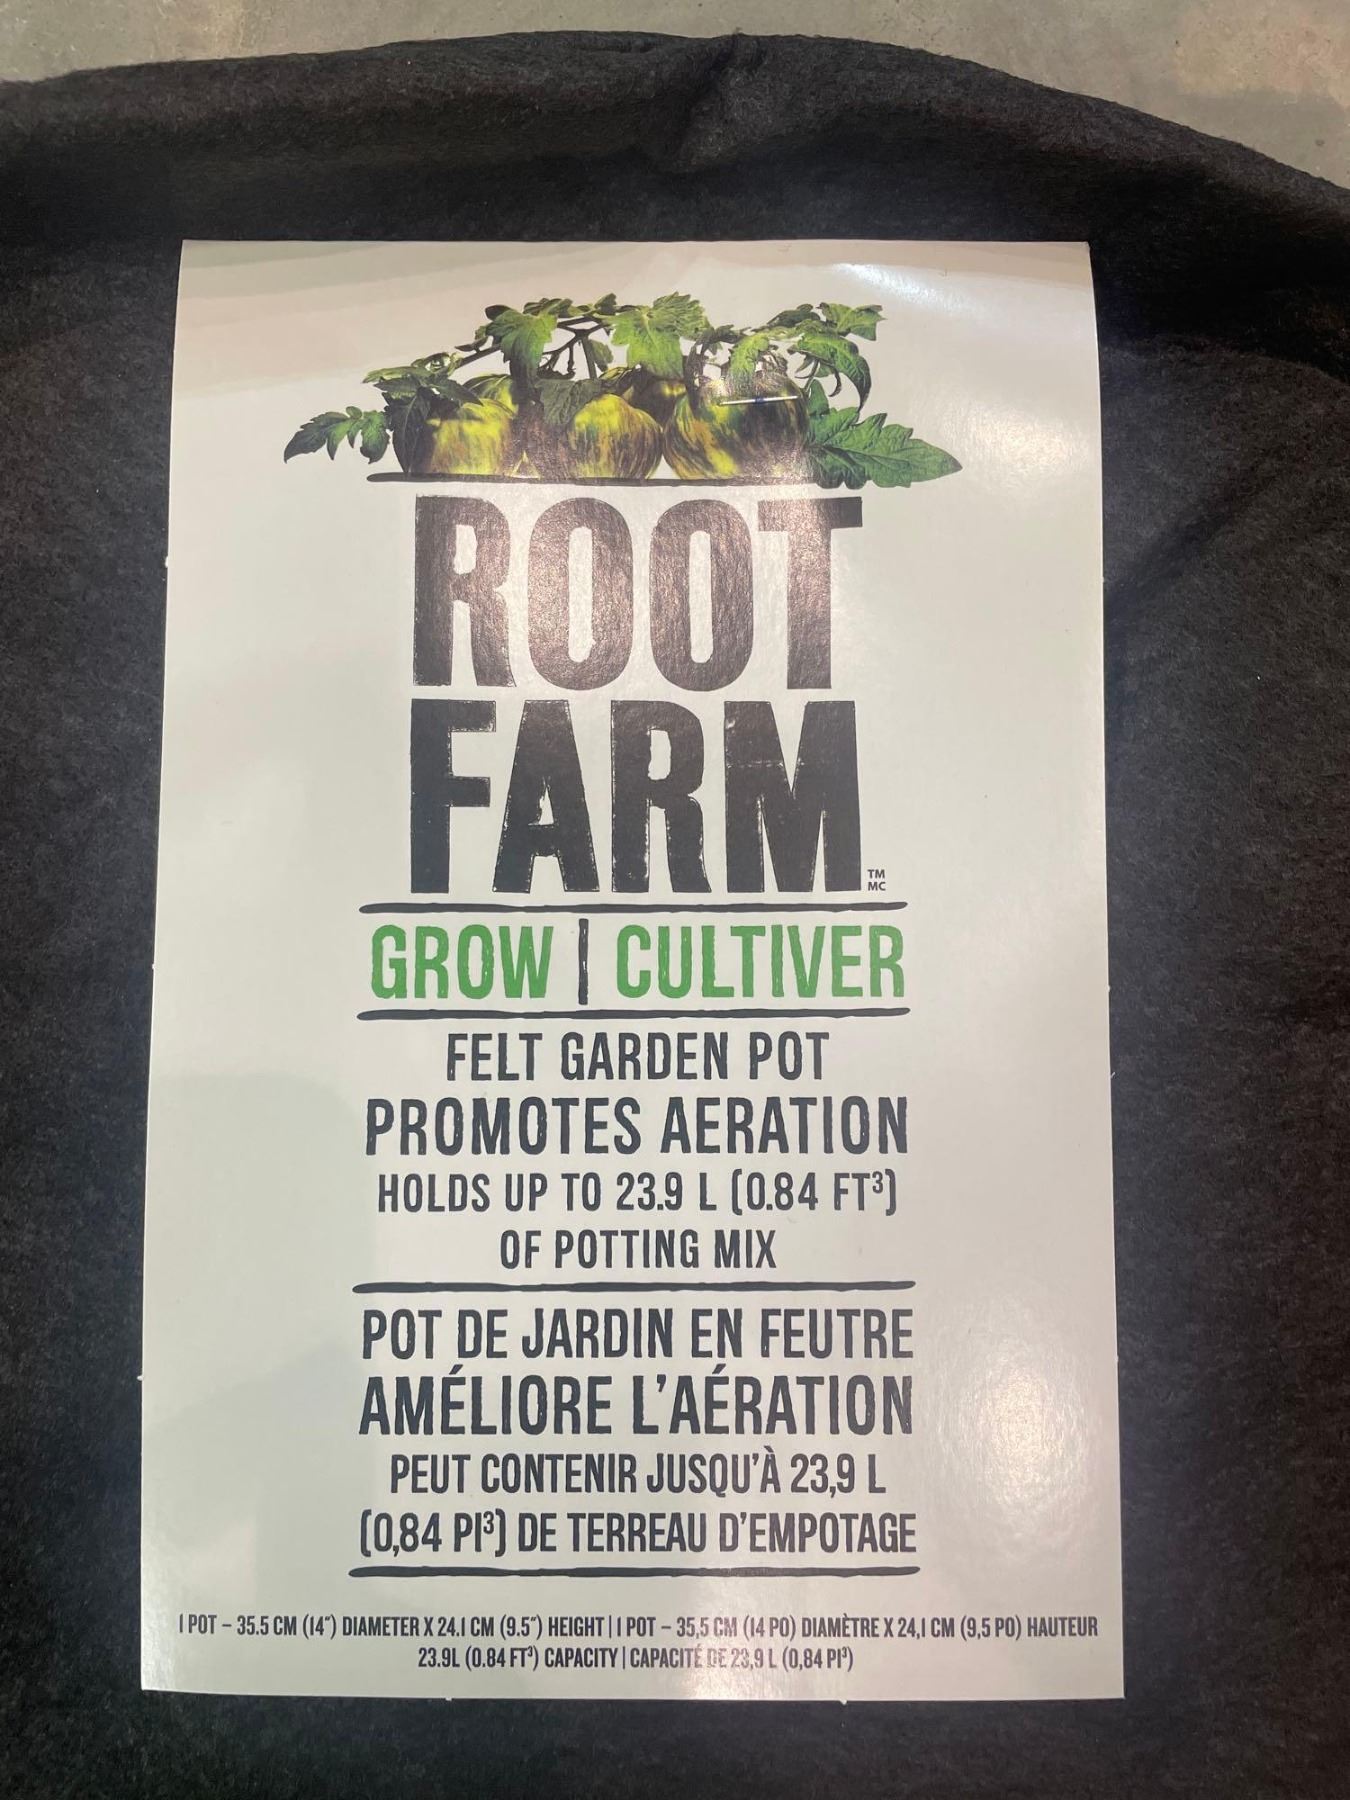 ROOT
FARM
TM
MC
GROW | CULTIVER
FELT GARDEN POT
PROMOTES AERATION
HOLDS UP TO 23.9 L (0.84 FT³)
OF POTTING MIX
POT DE JARDIN EN FEUTRE
AMÉLIORE L'AÉRATION
PEUT CONTENIR JUSQU'À 23,9 L
(0,84 PI³) DE TERREAU D'EMPOTAGE
1 POT – 35.5 CM (14") DIAMETER X 24.1 CM (9.5") HEIGHT | 1 POT – 35,5 CM (14 PO) DIAMÈTRE X 24,1 CM (9,5 PO) HAUTEUR
23.9L (0.84 FT³) CAPACITY | CAPACITÉ DE 23,9 L (0,84 PI³)